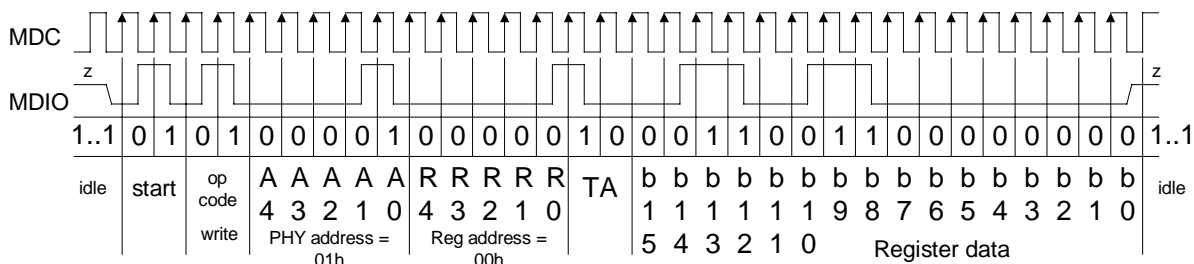 MDC
z z
MDIO
1..1 0 1 0 1 0 0 0 0 1 0 0 0 0 0 1 0 0 0 1 1 0 0 1 1 0 0 0 0 0 0 0 0 1..1
idle start op code write A A A A A R R R R R TA b b b b b b b b b b b b b b b b idle
4 3 2 1 0 4 3 2 1 0 1 1 1 1 1 1 9 8 7 6 5 4 3 2 1 0
5 4 3 2 1 0
PHY address = 01h
Reg address = 00h
Register data